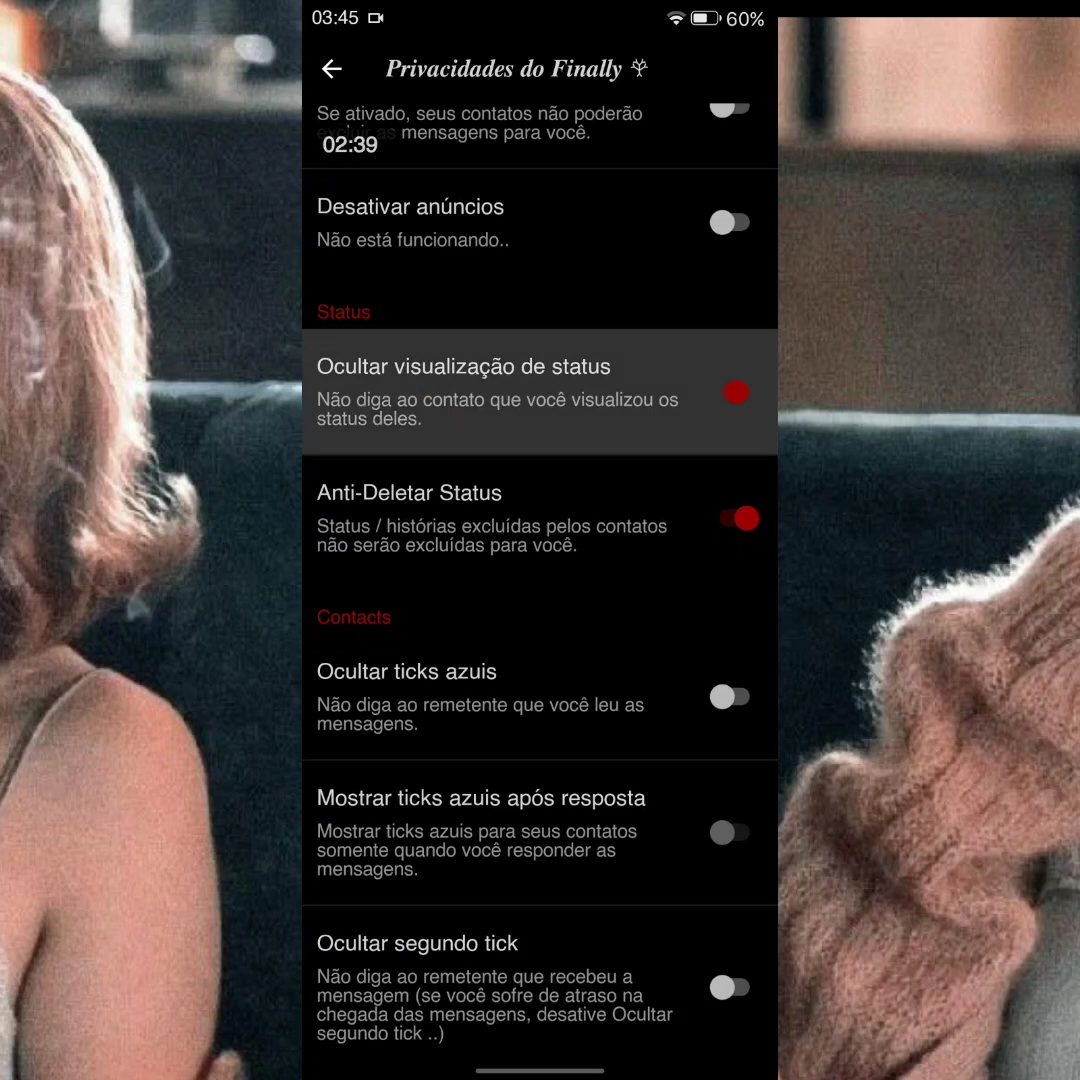 03:45
60%
Privacidades do Finally
Se ativado, seus contatos não poderão
excluir as mensagens para você.
02:39
Desativar anúncios
Não está funcionando..
Status
Ocultar visualização de status
Não diga ao contato que você visualizou os
status deles.
Anti-Deletar Status
Status / histórias excluídas pelos contatos
não serão excluídas para você.
Contacts
Ocultar ticks azuis
Não diga ao remetente que você leu as
mensagens.
Mostrar ticks azuis após resposta
Mostrar ticks azuis para seus contatos
somente quando você responder as
mensagens.
Ocultar segundo tick
Não diga ao remetente que recebeu a
mensagem (se você sofre de atraso na
chegada das mensagens, desative Ocultar
segundo tick ..)